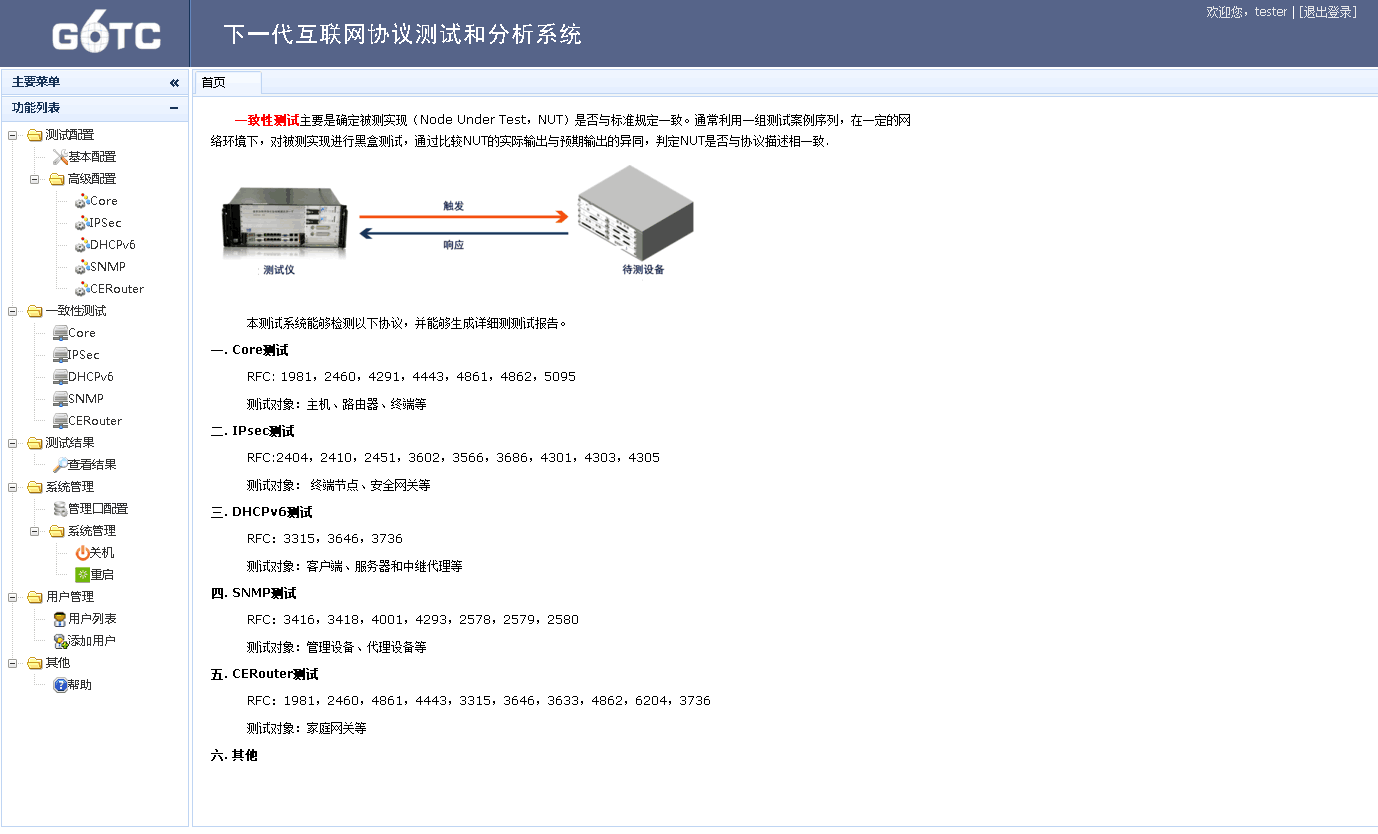 G6TC
下一代互联网协议测试和分析系统
欢迎您，tester | [退出登录]
主要菜单 «
功能列表
测试配置
基本配置
高级配置
Core
IPSec
DHCPv6
SNMP
CERouter
一致性测试
Core
IPSec
DHCPv6
SNMP
CERouter
测试结果
查看结果
系统管理
管理口配置
系统管理
关机
重启
用户管理
用户列表
添加用户
其他
帮助
首页
一致性测试主要是确定被测实现（Node Under Test，NUT）是否与标准规定一致。通常利用一组测试案例序列，在一定的网
络环境下，对被测实现进行黑盒测试，通过比较NUT的实际输出与预期输出的异同，判定NUT是否与协议描述相一致.
触发
响应
测试仪
待测设备
本测试系统能够检测以下协议，并能够生成详细测测试报告。
一. Core测试
RFC: 1981，2460，4291，4443，4861，4862，5095
测试对象：主机、路由器、终端等
二. IPsec测试
RFC:2404，2410，2451，3602，3566，3686，4301，4303，4305
测试对象： 终端节点、安全网关等
三. DHCPv6测试
RFC：3315，3646，3736
测试对象：客户端、服务器和中继代理等
四. SNMP测试
RFC：3416，3418，4001，4293，2578，2579，2580
测试对象：管理设备、代理设备等
五. CERouter测试
RFC：1981，2460，4861，4443，3315，3646，3633，4862，6204，3736
测试对象：家庭网关等
六. 其他